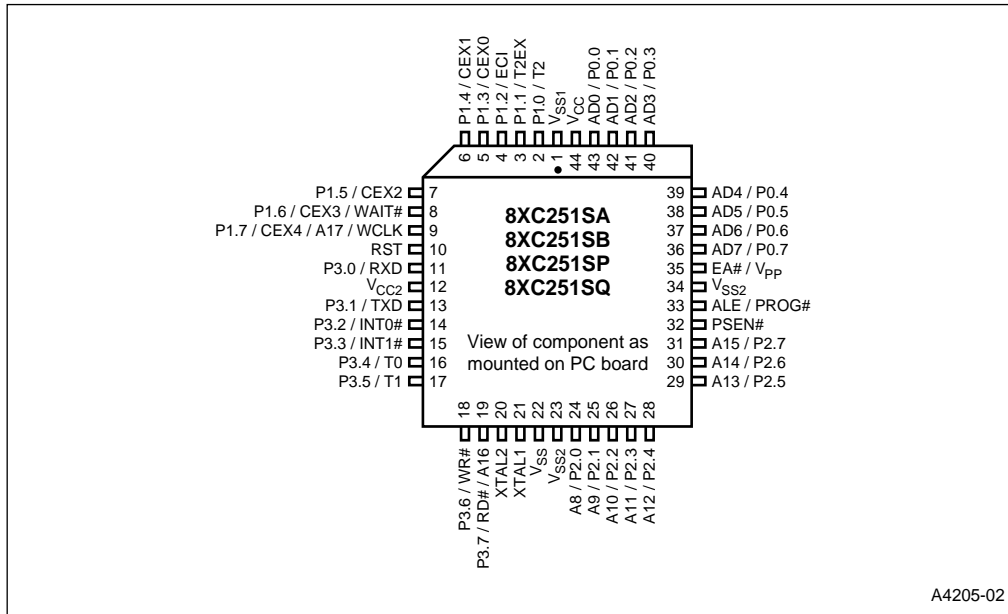 P1.4 / CEX1
P1.3 / CEX0
P1.2 / ECI
P1.1 / T2EX
P1.0 / T2
VSS1
VCC
AD0 / P0.0
AD1 / P0.1
AD2 / P0.2
AD3 / P0.3
6 5 4 3 2 1 44 43 42 41 40
P1.5 / CEX2 7
P1.6 / CEX3 / WAIT# 8
P1.7 / CEX4 / A17 / WCLK 9
RST 10
P3.0 / RXD 11
VCC2 12
P3.1 / TXD 13
P3.2 / INT0# 14
P3.3 / INT1# 15
P3.4 / T0 16
P3.5 / T1 17
8XC251SA
8XC251SB
8XC251SP
8XC251SQ
View of component as
mounted on PC board
39 AD4 / P0.4
38 AD5 / P0.5
37 AD6 / P0.6
36 AD7 / P0.7
35 EA# / VPP
34 VSS2
33 ALE / PROG#
32 PSEN#
31 A15 / P2.7
30 A14 / P2.6
29 A13 / P2.5
18 19 20 21 22 23 24 25 26 27 28
P3.6 / WR#
P3.7 / RD# / A16
XTAL2
XTAL1
VSS
VSS2
A8 / P2.0
A9 / P2.1
A10 / P2.2
A11 / P2.3
A12 / P2.4
A4205-02